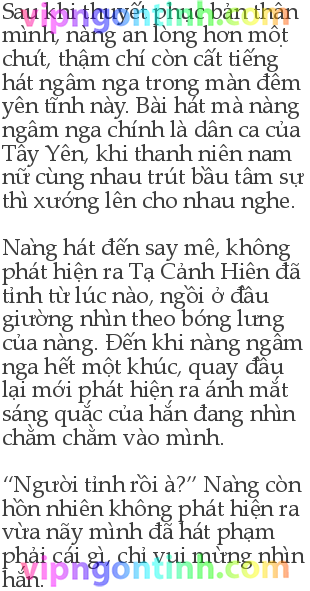 Sau khi thuyết phục bản thân
mình, nàng an lòng hơn một
chút, thậm chí còn cất tiếng
hát ngâm nga trong màn đêm
yên tĩnh này. Bài hát mà nàng
ngâm nga chính là dân ca của
Tây Yên, khi thanh niên nam
nữ cùng nhau trút bầu tâm sự
thì xướng lên cho nhau nghe.
Nàng hát đến say mê, không
phát hiện ra Tạ Cảnh Hiên đã
tỉnh từ lúc nào, ngồi ở đầu
giường nhìn theo bóng lưng
của nàng. Đến khi nàng ngâm
nga hết một khúc, quay đầu
lại mới phát hiện ra ánh mắt
sáng quắc của hắn đang nhìn
chằm chằm vào mình.
“Người tỉnh rồi à?” Nàng còn
hồn nhiên không phát hiện ra
vừa nãy mình đã hát phạm
phải cái gì, chỉ vui mừng nhìn
hắn.
vipngontinh.com
vipngontinh.com